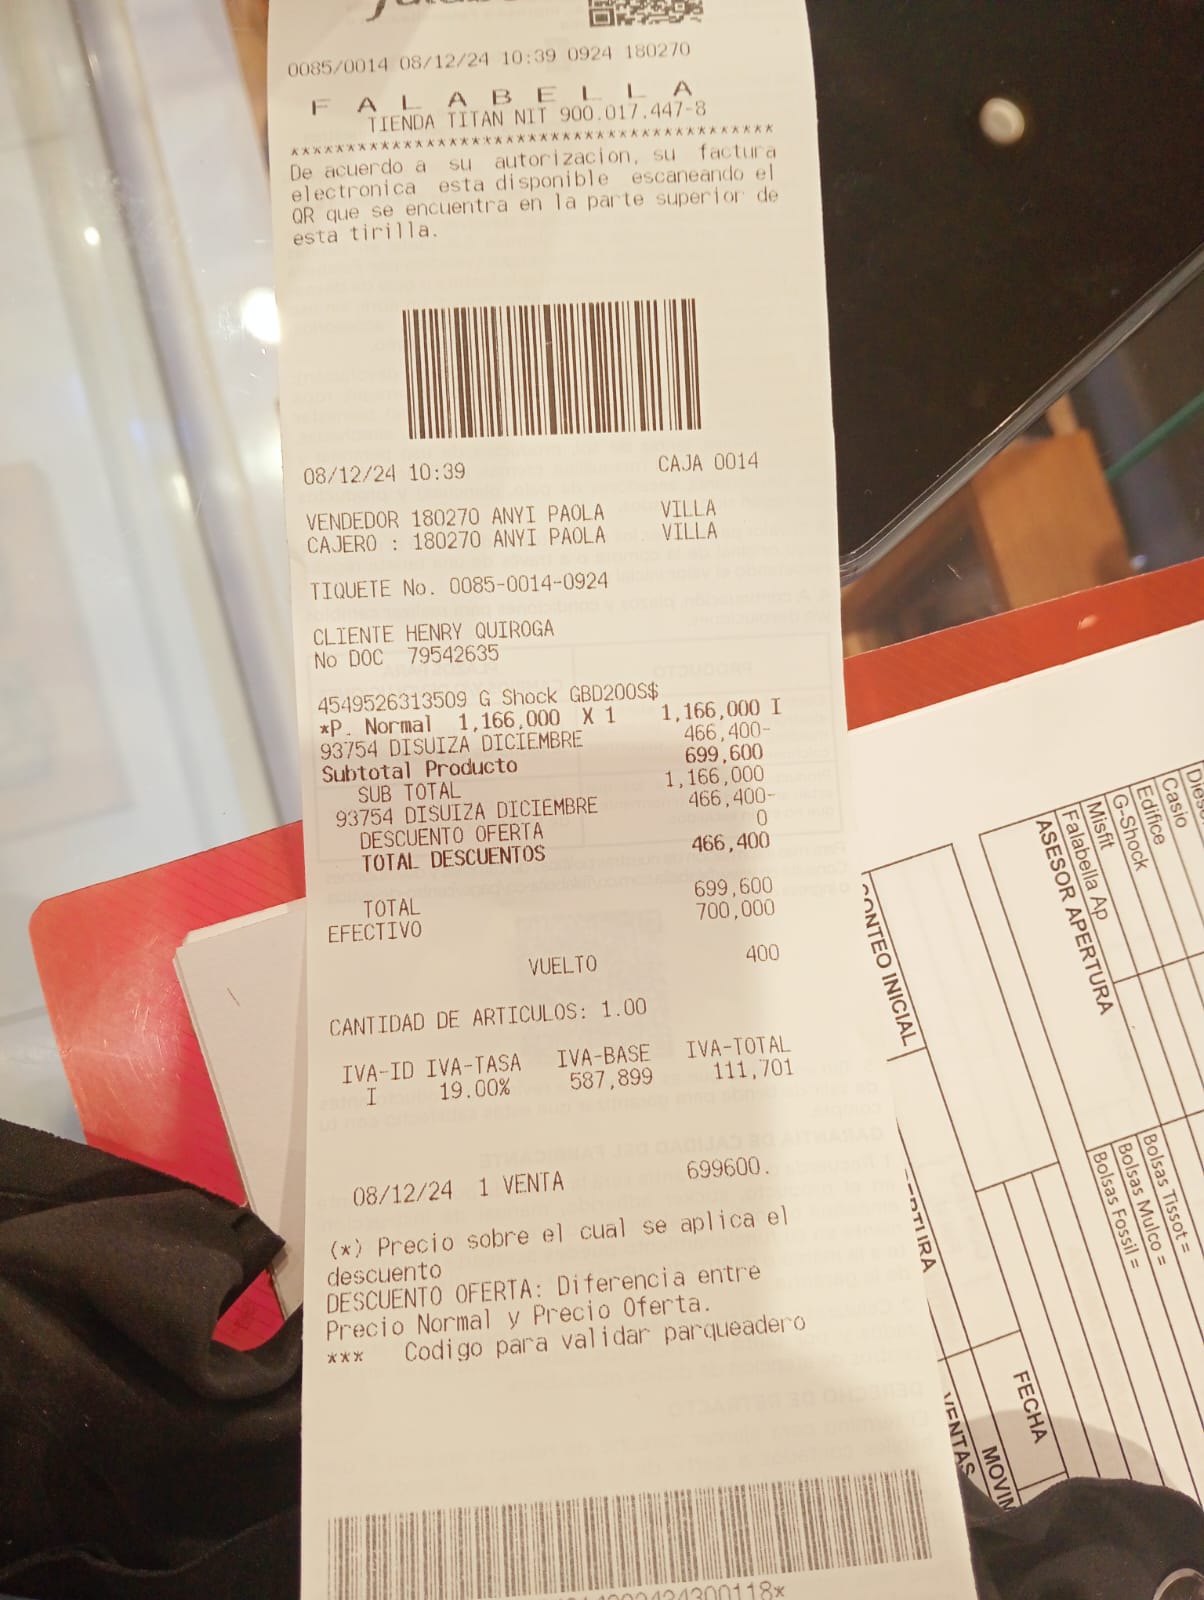 0085/0014 08/12/24 10:39 0924 180270
F A L A B E L L A
TIENDA TITAN NIT 900.017.447-8
*******************************************
De acuerdo a su autorizacion, su factura
electronica esta disponible escaneando el
QR que se encuentra en la parte superior de
esta tirilla.
08/12/24 10:39 CAJA 0014
VENDEDOR 180270 ANYI PAOLA VILLA
CAJERO : 180270 ANYI PAOLA VILLA
TIQUETE No. 0085-0014-0924
CLIENTE HENRY QUIROGA
No DOC 79542635
4549526313509 G Shock GBD200S$
*P. Normal 1,166,000 X 1 1,166,000 I
93754 DISUIZA DICIEMBRE 466,400-
Subtotal Producto 699,600
SUB TOTAL 1,166,000
93754 DISUIZA DICIEMBRE 466,400-
DESCUENTO OFERTA 0
TOTAL DESCUENTOS 466,400
TOTAL 699,600
EFECTIVO 700,000
VUELTO 400
CANTIDAD DE ARTICULOS: 1.00
IVA-ID IVA-TASA IVA-BASE IVA-TOTAL
I 19.00% 587,899 111,701
08/12/24 1 VENTA 699600.
(*) Precio sobre el cual se aplica el
descuento
DESCUENTO OFERTA: Diferencia entre
Precio Normal y Precio Oferta.
*** Codigo para validar parqueadero
Casio
Edifice
G-Shock
Misfit
Falabella Ap
ASESOR APERTURA
CONTEO INICIAL
Bolsas Tissot =
Bolsas Mulco =
Bolsas Fossil =
FECHA
VENTAS